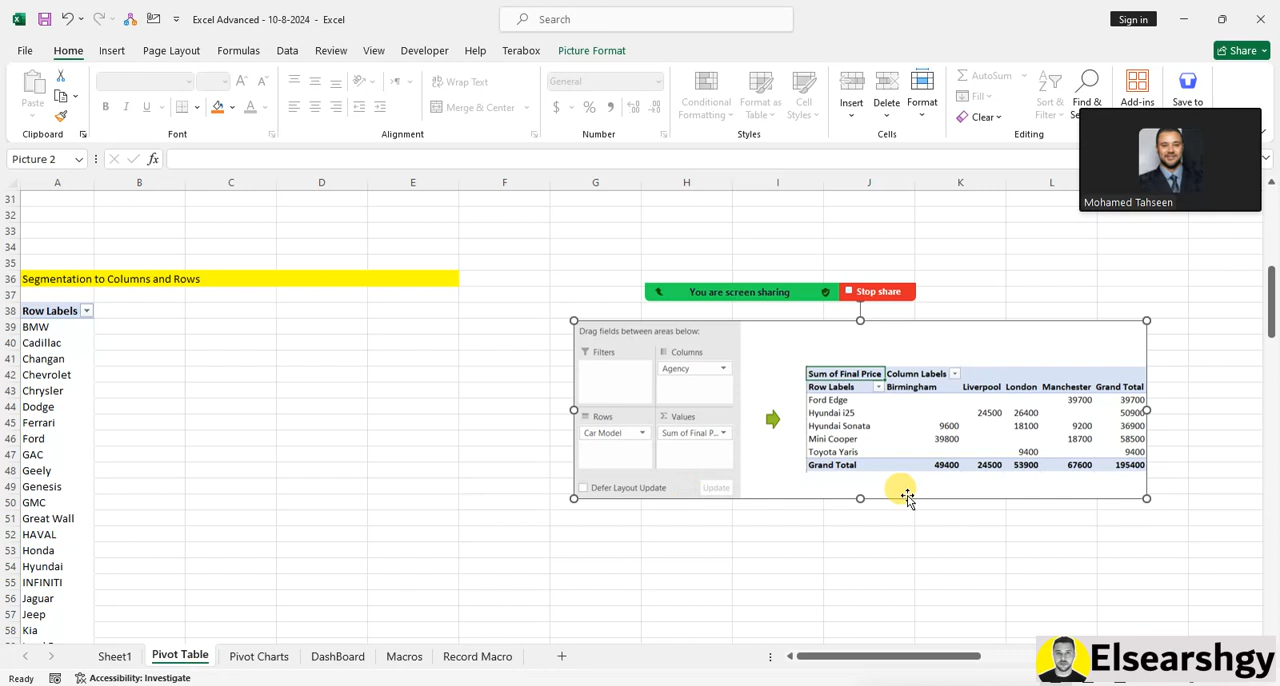 Excel Advanced - 10-8-2024 - Excel
Search
Sign in
File Home Insert Page Layout Formulas Data Review View Developer Help Terabox Picture Format
Share
Paste
B I U
A A
Wrap Text
Merge & Center
General
$ %
Conditional Formatting
Format as Table
Cell Styles
Insert
Delete
Format
AutoSum
Fill
Clear
Sort & Filter
Find &
Add-ins
Save to
Clipboard Font Alignment Number Styles Cells Editing
Mohamed Tahseen
Picture 2
fx
A B C D E F G H I J K L
31
32
33
34
35
36 Segmentation to Columns and Rows
37
38 Row Labels
39 BMW
40 Cadillac
41 Changan
42 Chevrolet
43 Chrysler
44 Dodge
45 Ferrari
46 Ford
47 GAC
48 Geely
49 Genesis
50 GMC
51 Great Wall
52 HAVAL
53 Honda
54 Hyundai
55 INFINITI
56 Jaguar
57 Jeep
58 Kia
You are screen sharing
Stop share
Drag fields between areas below:
Filters
Columns
Agency
Rows
Values
Car Model
Sum of Final P...
Defer Layout Update
Update
Sum of Final Price Column Labels
Row Labels Birmingham Liverpool London Manchester Grand Total
Ford Edge 39700 39700
Hyundai i25 24500 26400 50900
Hyundai Sonata 9600 18100 9200 36900
Mini Cooper 39800 18700 58500
Toyota Yaris 9400 9400
Grand Total 49400 24500 53900 67600 195400
Sheet1 Pivot Table Pivot Charts DashBoard Macros Record Macro
Ready
Accessibility: Investigate
Elsearshgy